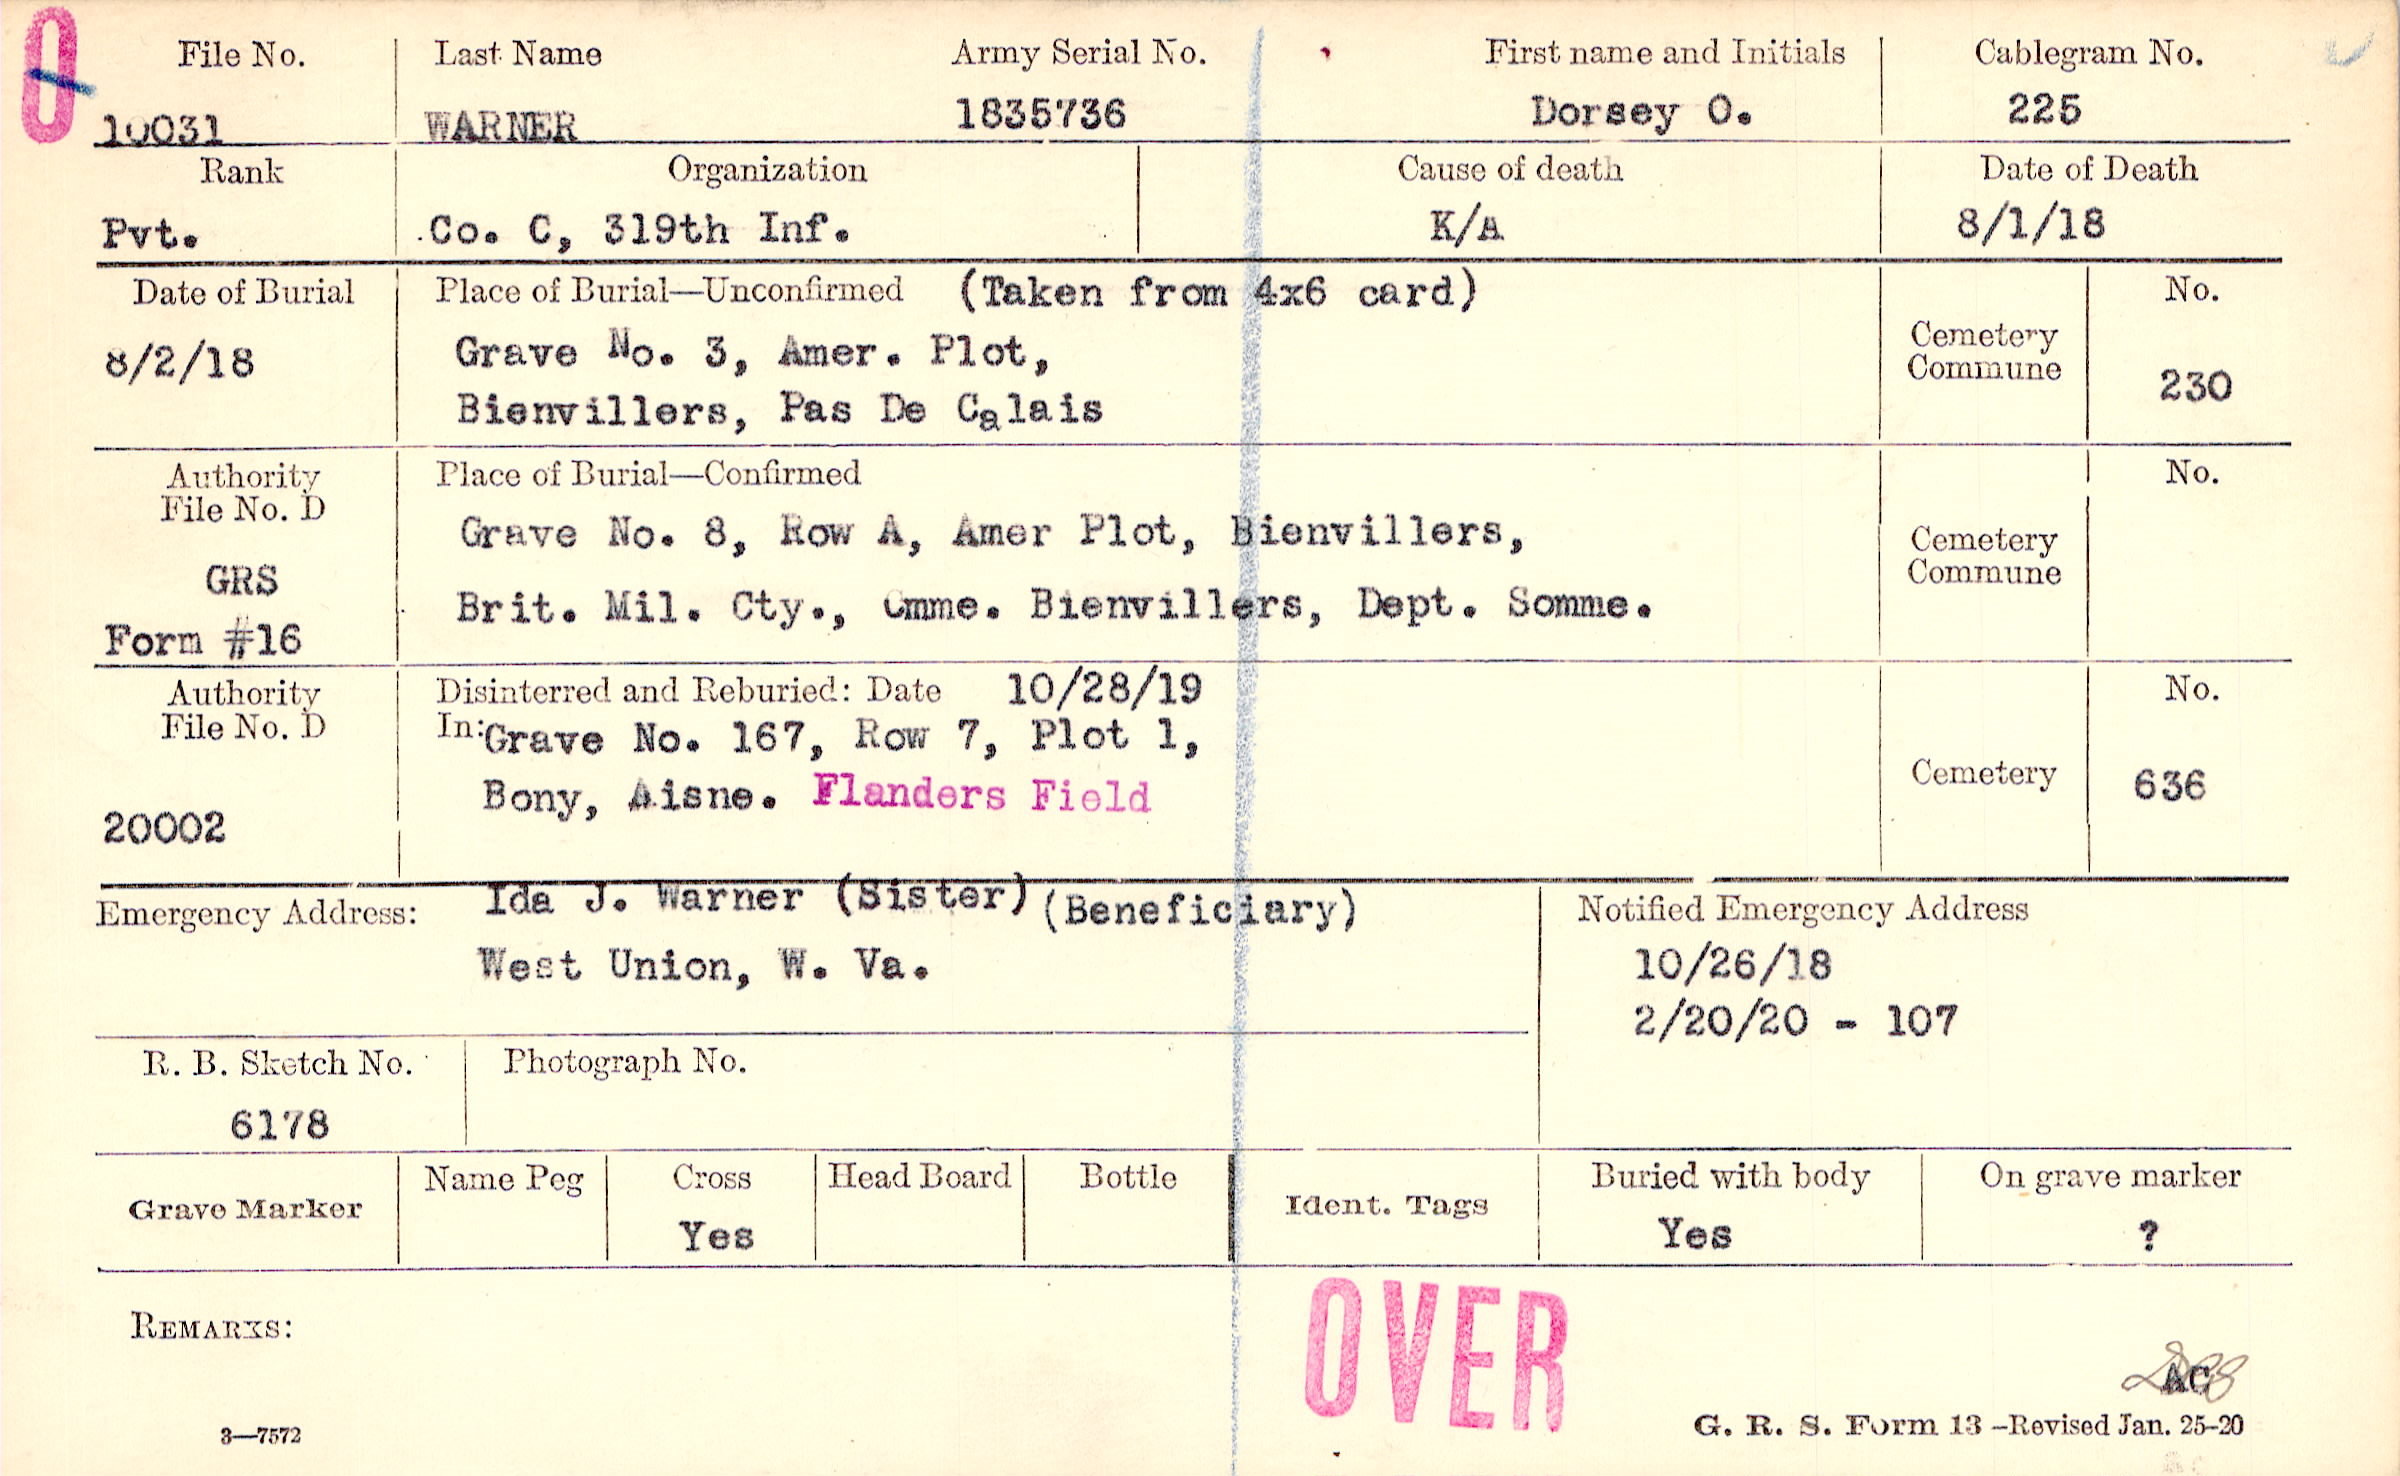 O
File No. Last Name Army Serial No. First name and Initials Cablegram No.
10031 WARNER 1835736 Dorsey O. 225
Rank Organization Cause of death Date of Death
Pvt. Co. C, 319th Inf. K/A 8/1/18
Date of Burial Place of Burial—Unconfirmed (Taken from 4x6 card) No.
8/2/18 Grave No. 3, Amer. Plot, Cemetery
Commune 230
Bienvillers, Pas De Calais
Authority Place of Burial—Confirmed No.
File No. D
Grave No. 8, Row A, Amer Plot, Bienvillers, Cemetery
GRS Commune
Brit. Mil. Cty., Cmme. Bienvillers, Dept. Somme.
Form #16
Authority Disinterred and Reburied: Date 10/28/19 No.
File No. D In: Grave No. 167, Row 7, Plot 1,
Bony, Aisne. Flanders Field Cemetery 636
20002
Emergency Address: Ida J. Warner (Sister) (Beneficiary) Notified Emergency Address
West Union, W. Va. 10/26/18
2/20/20 - 107
R. B. Sketch No. Photograph No.
6178
Grave Marker Name Peg Cross Head Board Bottle Ident. Tags Buried with body On grave marker
Yes Yes ?
REMARKS:
OVER
AC
3—7572 G. R. S. Form 13 —Revised Jan. 25-20